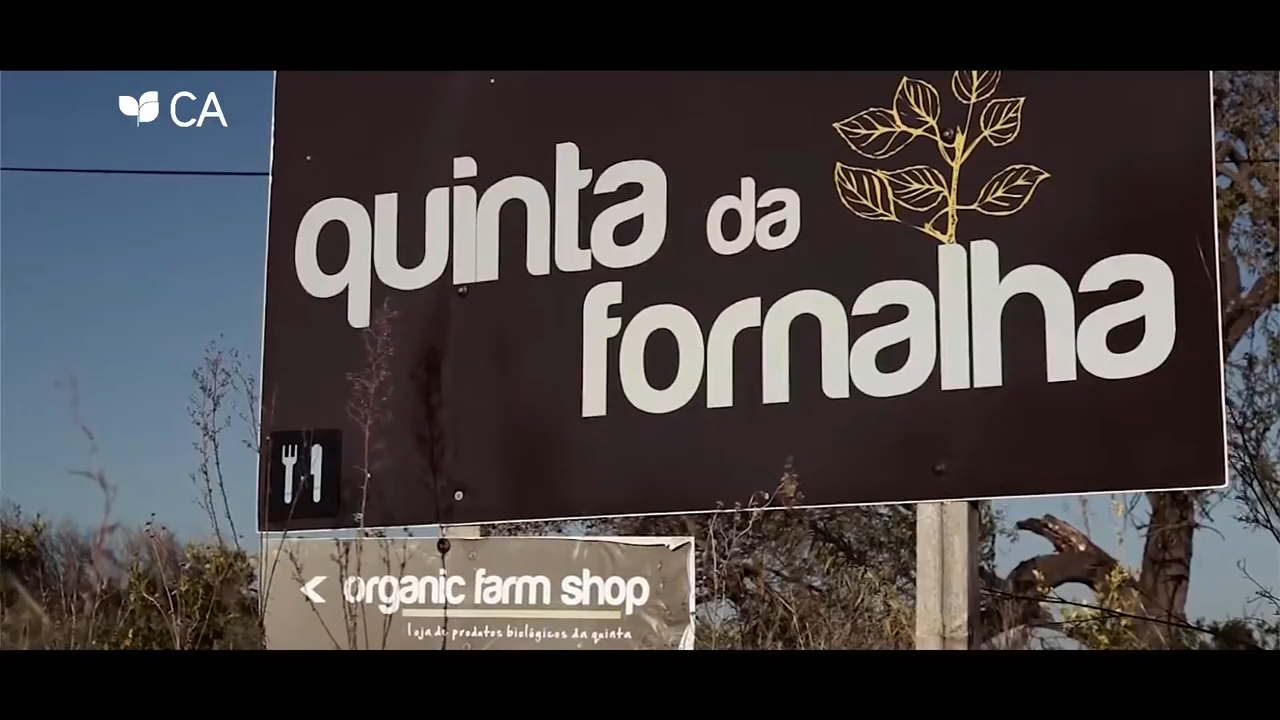 CA
quinta da
fornalha
< organic farm shop
loja de produtos biológicos da quinta